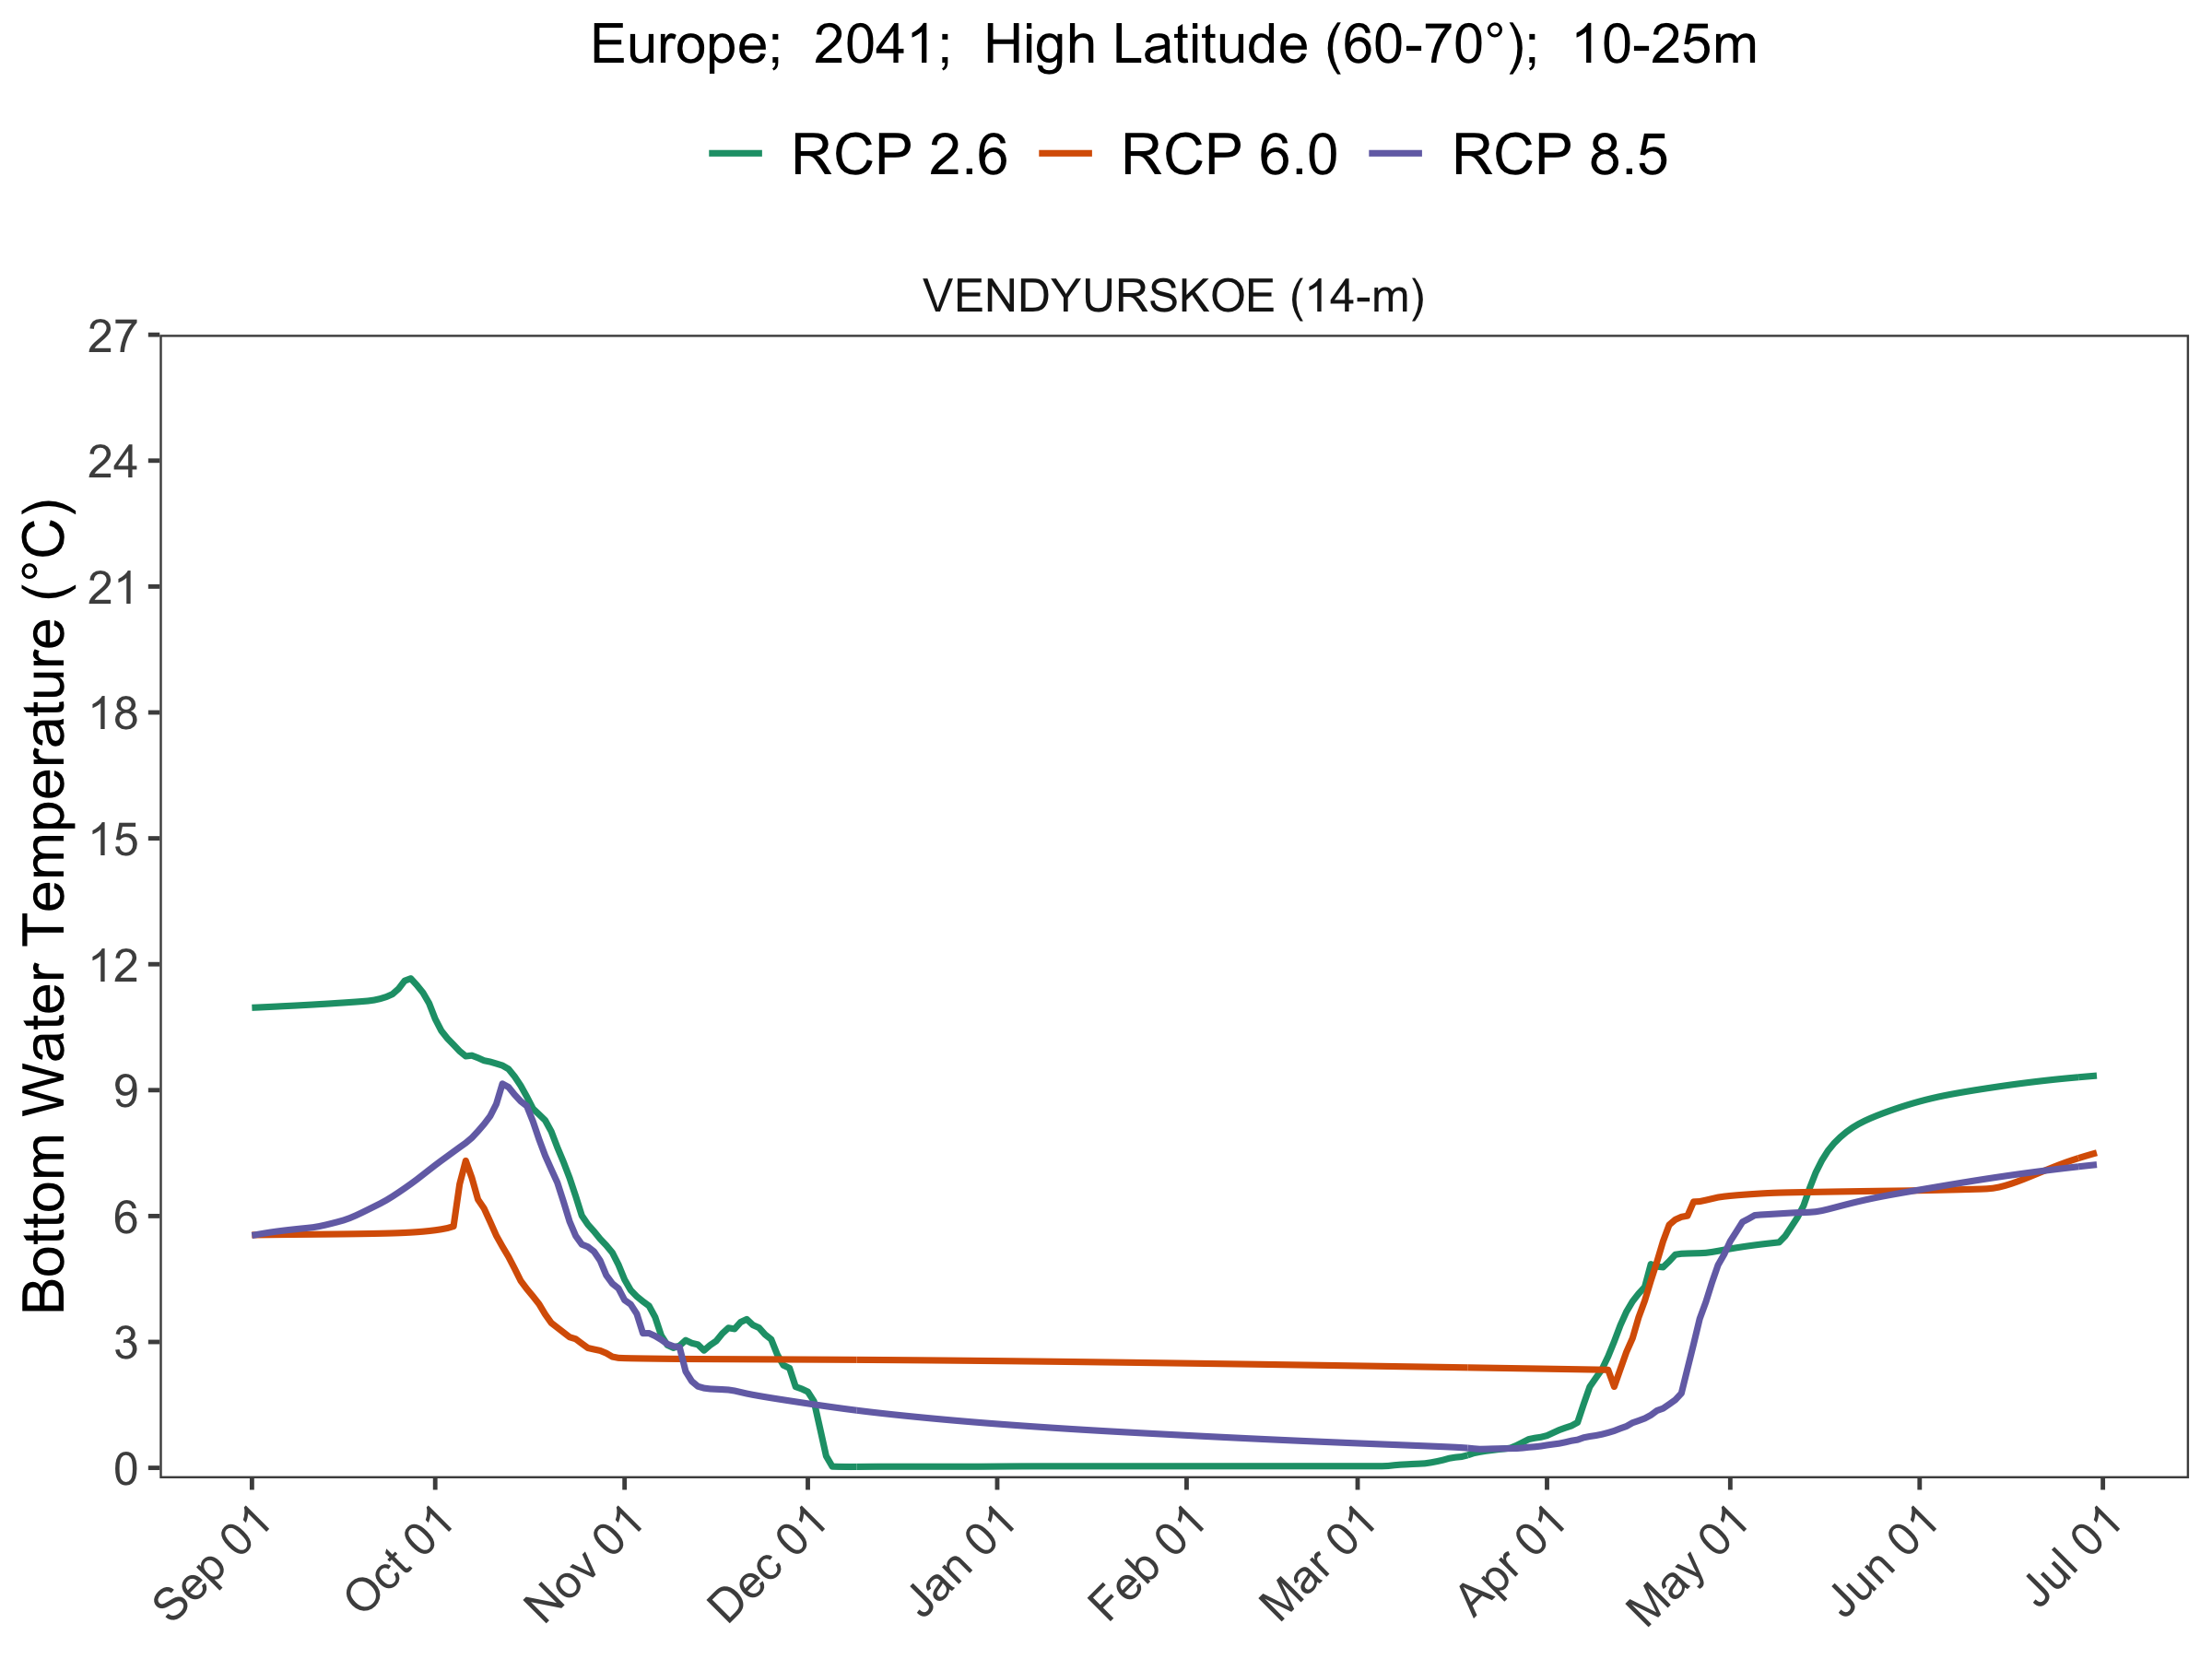 Europe;  2041;  High Latitude (60-70°);  10-25m
RCP 2.6 RCP 6.0 RCP 8.5
VENDYURSKOE (14-m)
Bottom Water Temperature (°C)
27
24
21
18
15
12
9
6
3
0
Sep 01 Oct 01 Nov 01 Dec 01 Jan 01 Feb 01 Mar 01 Apr 01 May 01 Jun 01 Jul 01